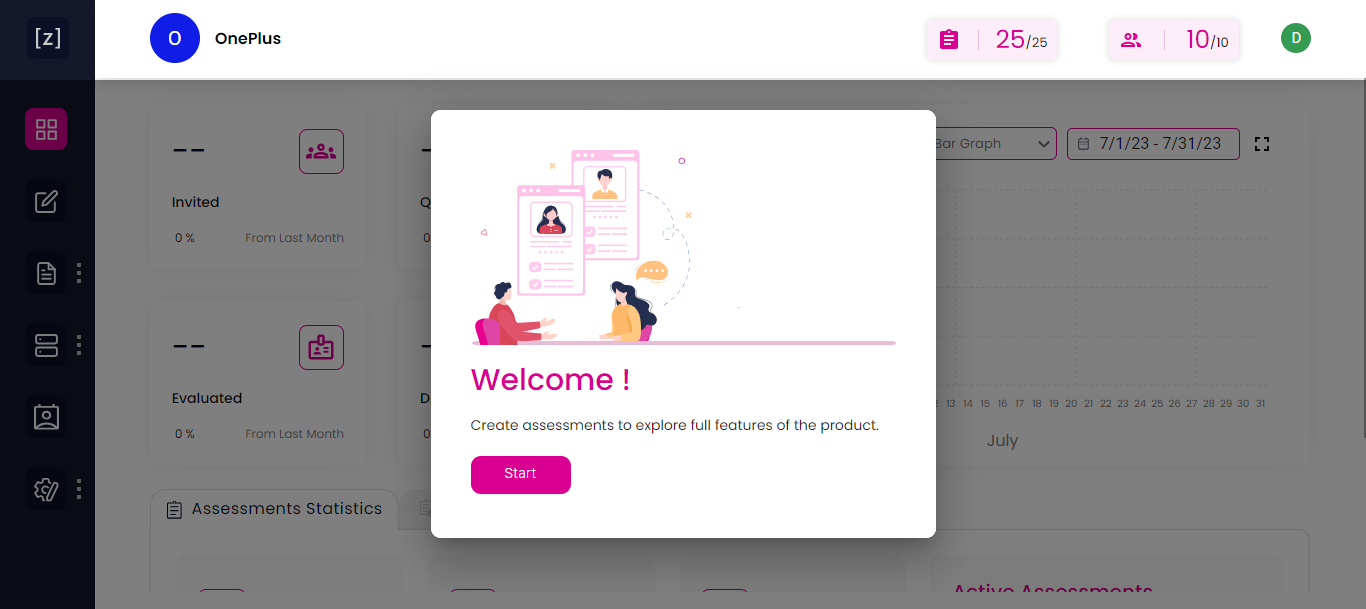 [z]
O
OnePlus
25/25
10/10
D
--
Invited
0 %
From Last Month
--
Evaluated
0 %
From Last Month
Bar Graph
7/1/23 - 7/31/23
13 14 15 16 17 18 19 20 21 22 23 24 25 26 27 28 29 30 31
July
Welcome !
Create assessments to explore full features of the product.
Start
Assessments Statistics
Active Assessments